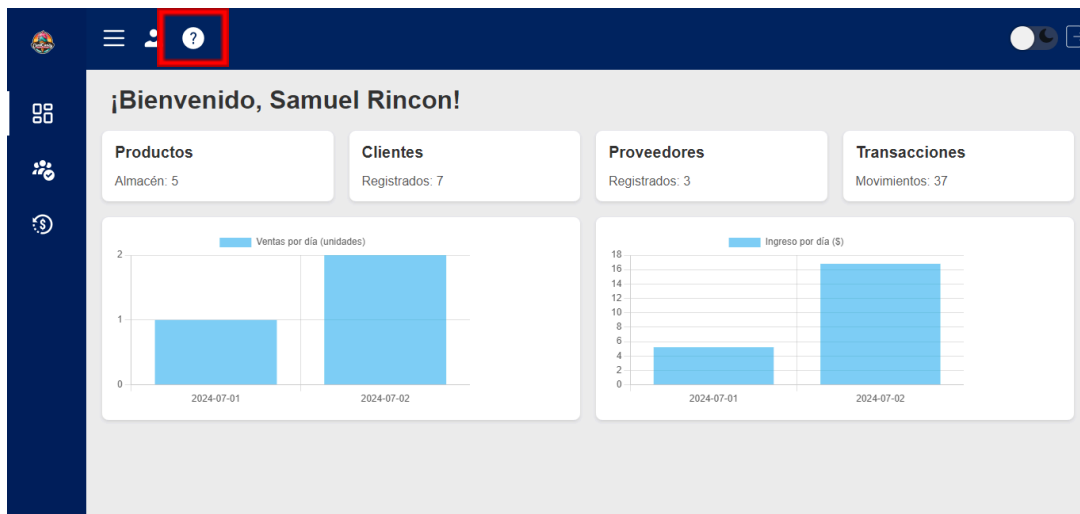 ?
¡Bienvenido, Samuel Rincon!
Productos
Almacén: 5
Clientes
Registrados: 7
Proveedores
Registrados: 3
Transacciones
Movimientos: 37
Ventas por día (unidades)
2
1
0
2024-07-01
2024-07-02
Ingreso por día ($)
18
16
14
12
10
8
6
4
2
0
2024-07-01
2024-07-02
$